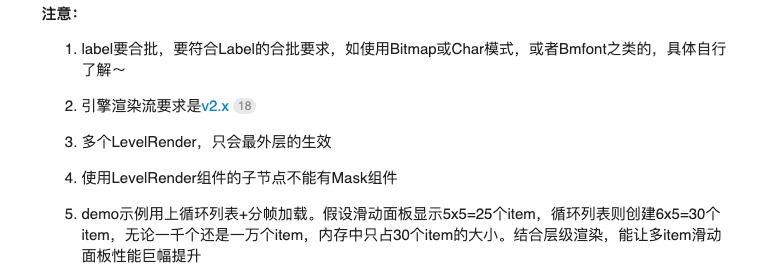 注意：
1. label要合批，要符合Label的合批要求，如使用Bitmap或Char模式，或者Bmfont之类的，具体自行
了解～
2. 引擎渲染流要求是v2.x 18
3. 多个LevelRender，只会最外层的生效
4. 使用LevelRender组件的子节点不能有Mask组件
5. demo示例用上循环列表+分帧加载。假设滑动面板显示5x5=25个item，循环列表则创建6x5=30个
item，无论一千个还是一万个item，内存中只占30个item的大小。结合层级渲染，能让多item滑动
面板性能巨幅提升